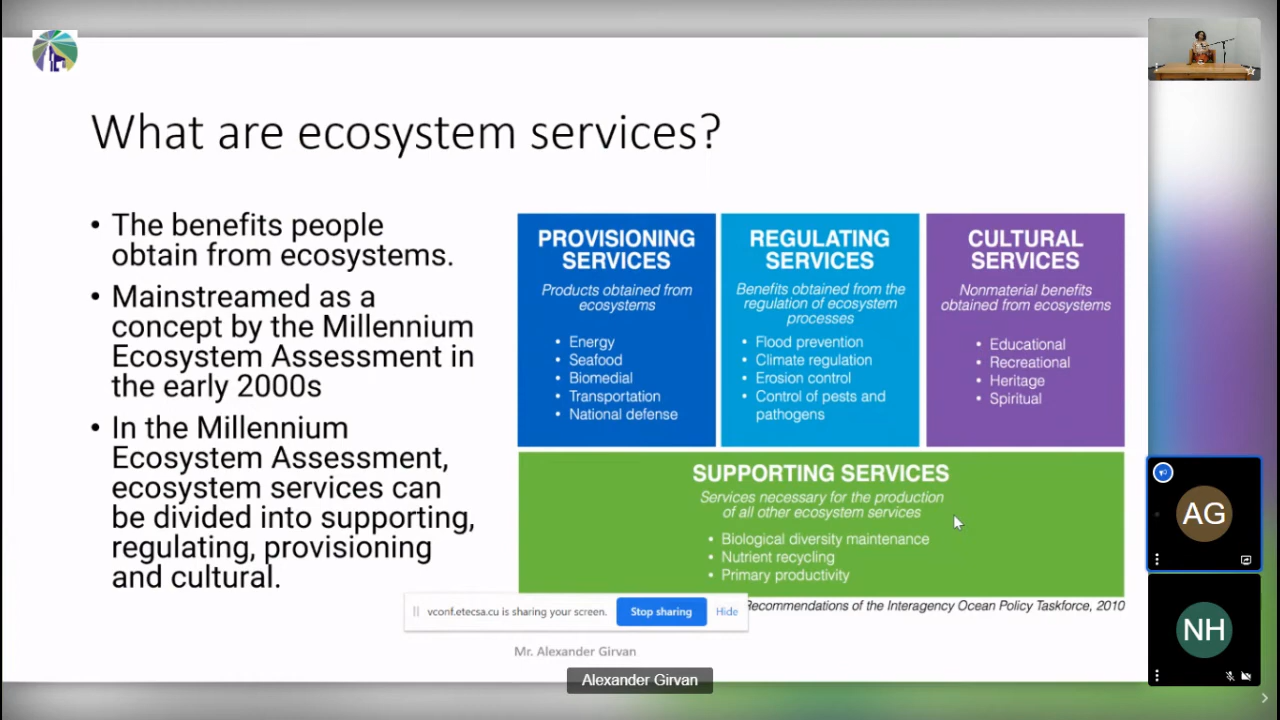 What are ecosystem services?
• The benefits people
obtain from ecosystems.
• Mainstreamed as a
concept by the Millennium
Ecosystem Assessment in
the early 2000s
• In the Millennium
Ecosystem Assessment,
ecosystem services can
be divided into supporting,
regulating, provisioning
and cultural.
PROVISIONING
SERVICES
Products obtained from
ecosystems
• Energy
• Seafood
• Biomedial
• Transportation
• National defense
REGULATING
SERVICES
Benefits obtained from the
regulation of ecosystem
processes
• Flood prevention
• Climate regulation
• Erosion control
• Control of pests and
pathogens
CULTURAL
SERVICES
Nonmaterial benefits
obtained from ecosystems
• Educational
• Recreational
• Heritage
• Spiritual
SUPPORTING SERVICES
Services necessary for the production
of all other ecosystem services
• Biological diversity maintenance
• Nutrient recycling
• Primary productivity
Recommendations of the Interagency Ocean Policy Taskforce, 2010
vconf.etecsa.cu is sharing your screen.
Stop sharing
Hide
Mr. Alexander Girvan
Alexander Girvan
AG
NH